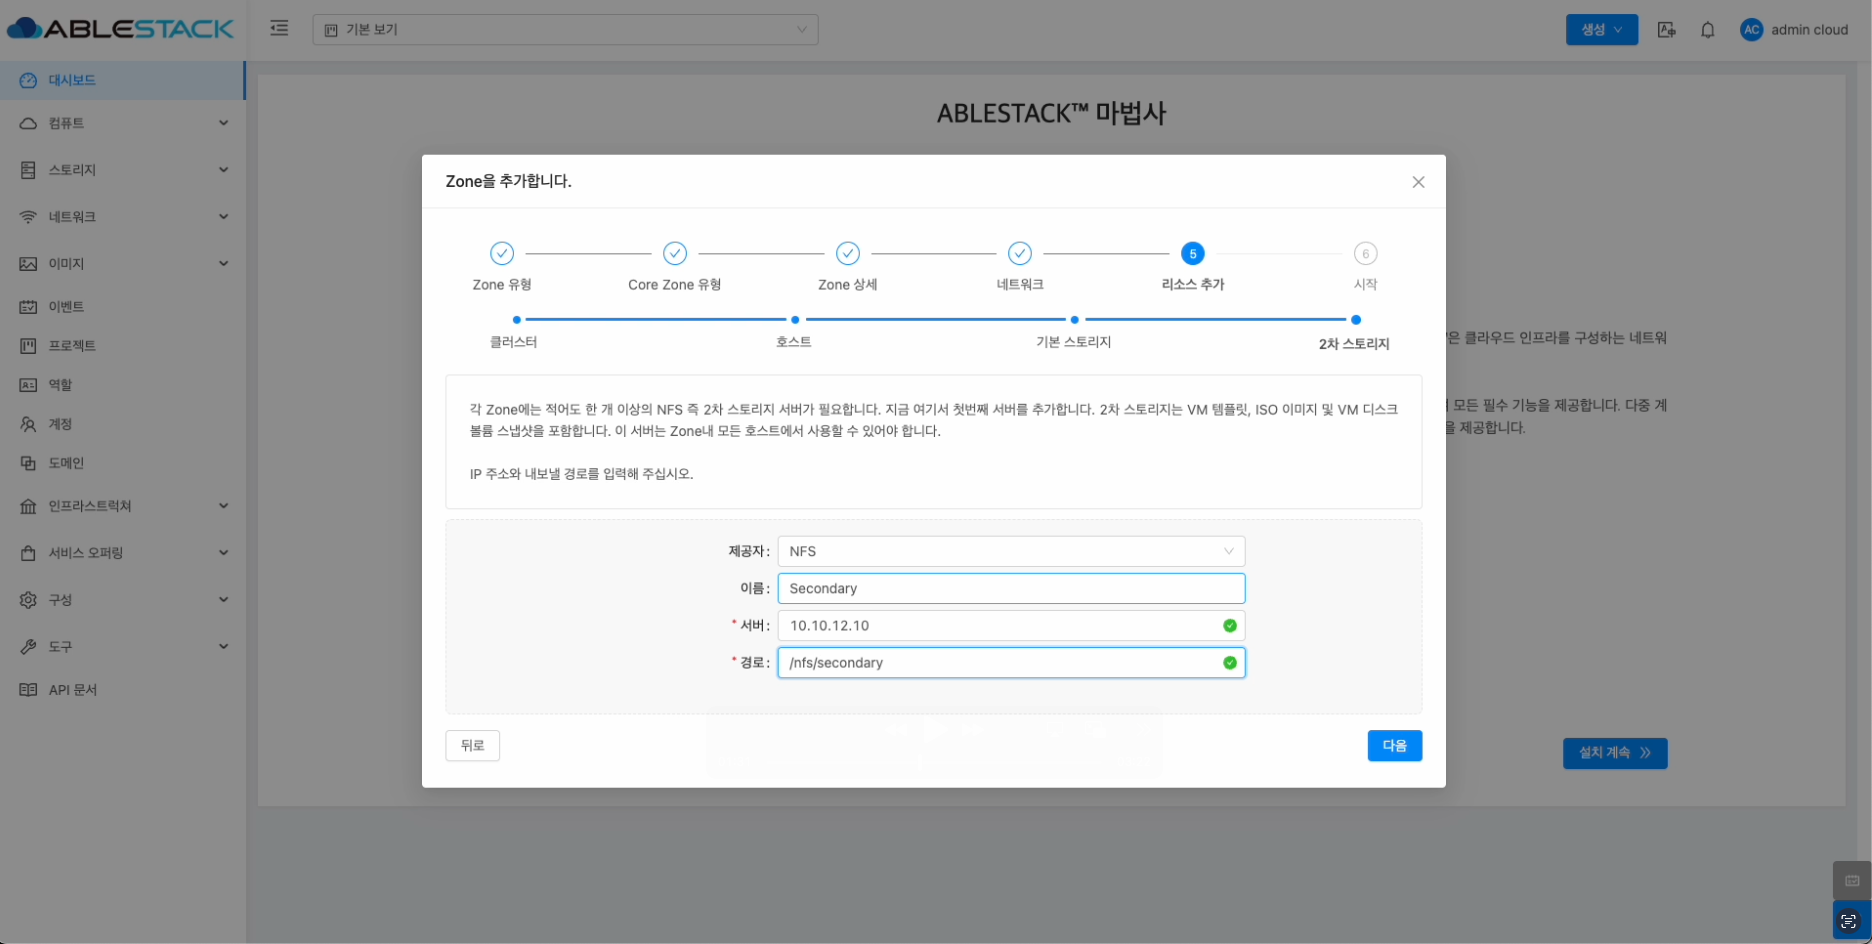 ABLESTACK
기본 보기
생성
AC
admin cloud
대시보드
컴퓨트
스토리지
네트워크
이미지
이벤트
프로젝트
역할
계정
도메인
인프라스트럭쳐
서비스 오퍼링
구성
도구
API 문서
ABLESTACK™ 마법사
Zone을 추가합니다.
5
6
Zone 유형
Core Zone 유형
Zone 상세
네트워크
리소스 추가
시작
클러스터
호스트
기본 스토리지
2차 스토리지
'은 클라우드 인프라를 구성하는 네트워
모든 필수 기능을 제공합니다. 다중 계
을 제공합니다.
각 Zone에는 적어도 한 개 이상의 NFS 즉 2차 스토리지 서버가 필요합니다. 지금 여기서 첫번째 서버를 추가합니다. 2차 스토리지는 VM 템플릿, ISO 이미지 및 VM 디스크
볼륨 스냅샷을 포함합니다. 이 서버는 Zone내 모든 호스트에서 사용할 수 있어야 합니다.
IP 주소와 내보낼 경로를 입력해 주십시오.
제공자 : NFS
이름 : Secondary
* 서버 : 10.10.12.10
* 경로 : /nfs/secondary
뒤로
다음
설치 계속